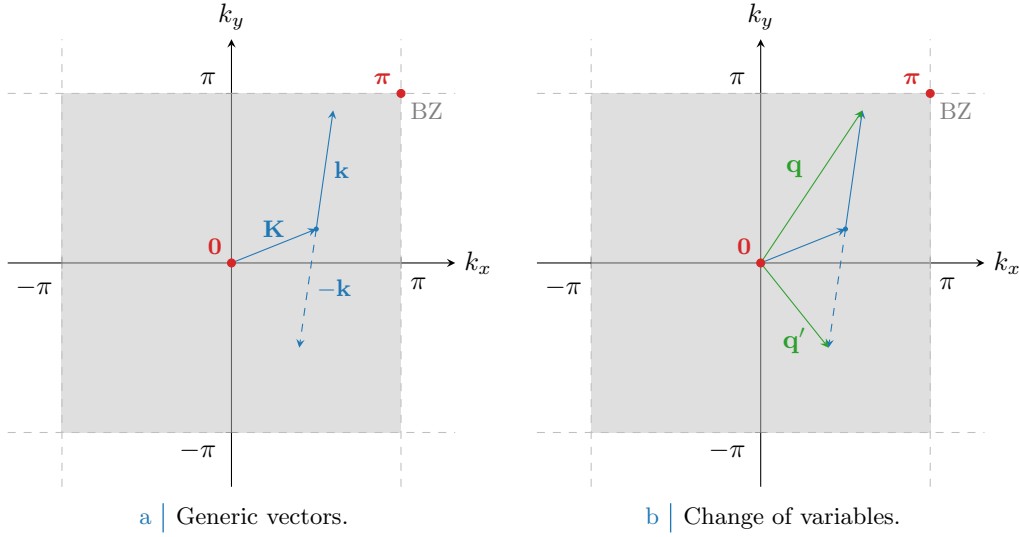 k_y
π
π
BZ
k
K
0
k_x
−π
π
−k
−π
a | Generic vectors.
k_y
π
π
BZ
q
0
k_x
−π
π
q′
−π
b | Change of variables.